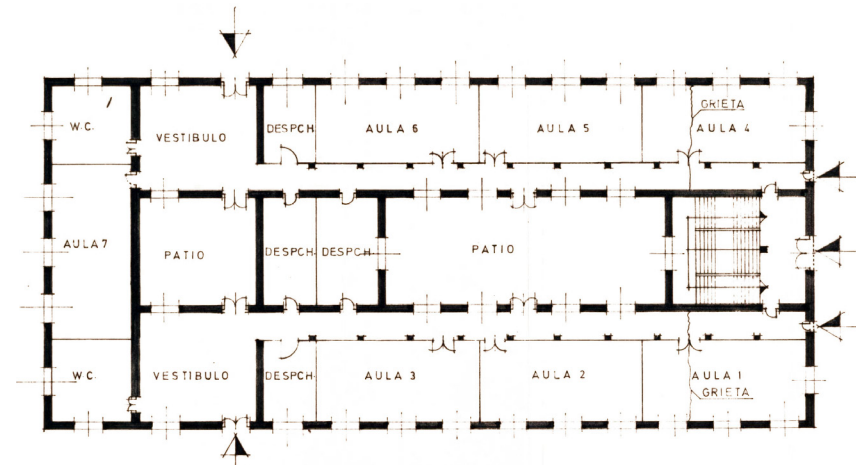 GRIETA
W.C.
VESTIBULO
DESPCH.
AULA 6
AULA 5
AULA 4
AULA 7
PATIO
DESPCH.
DESPCH.
PATIO
W.C.
VESTIBULO
DESPCH.
AULA 3
AULA 2
AULA 1
GRIETA